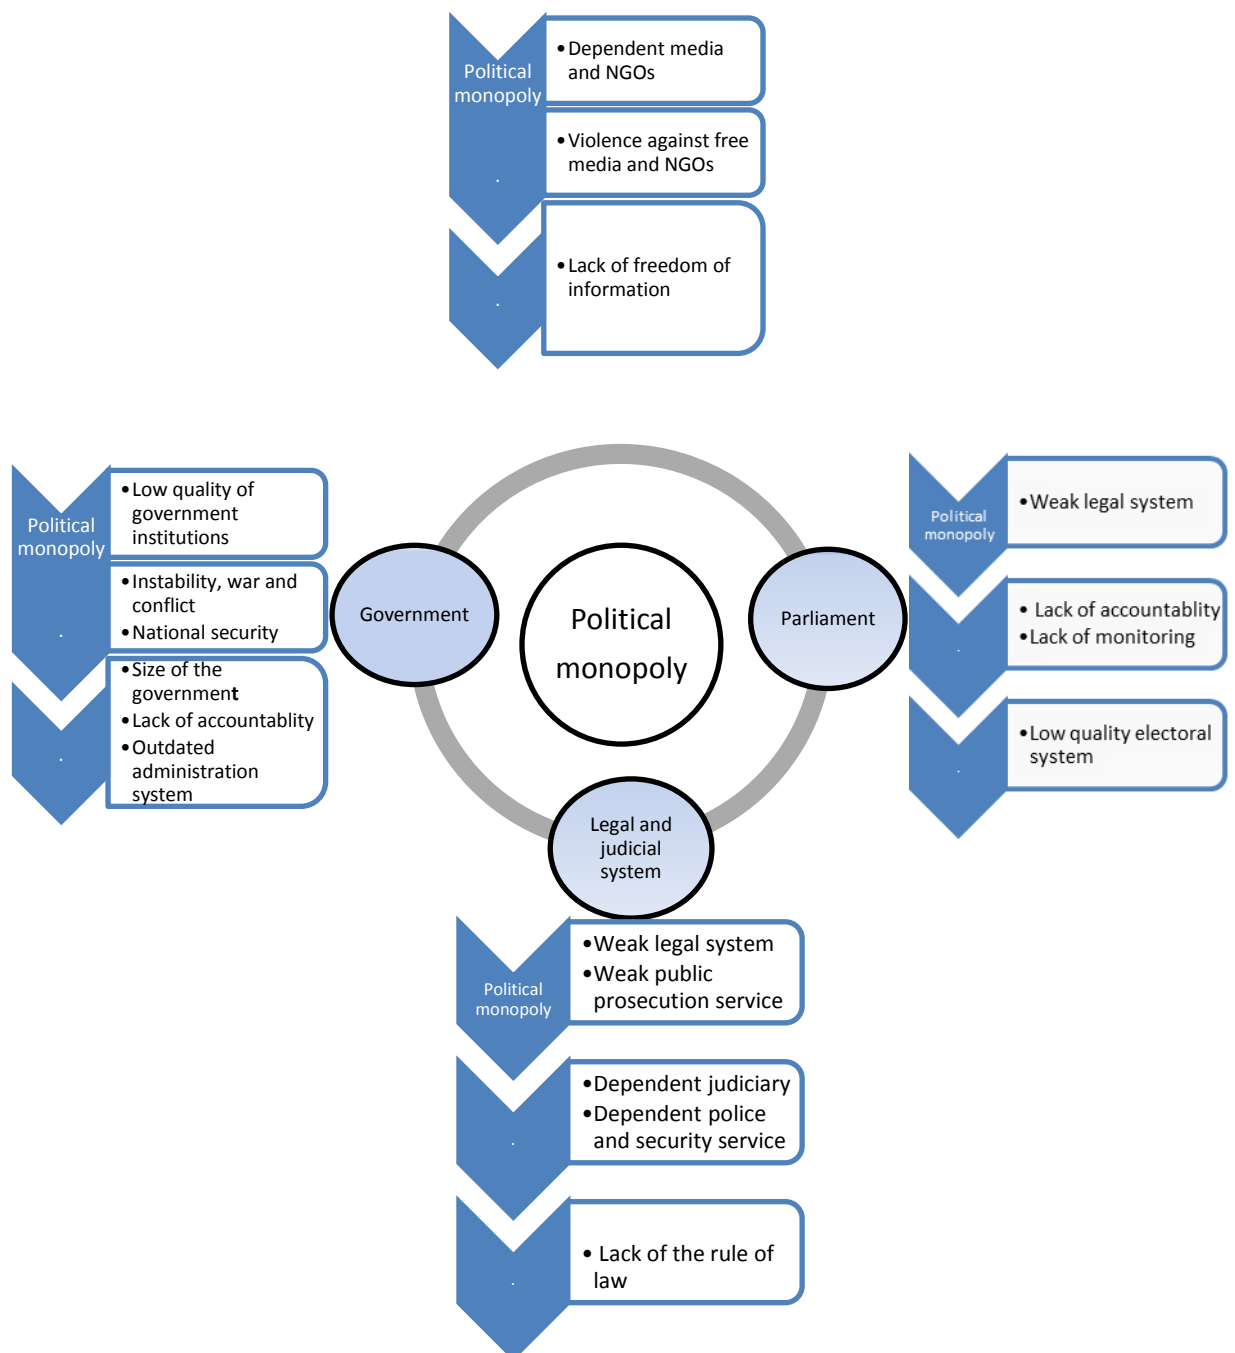 Political
monopoly
•Dependent media
and NGOs
•Violence against free
media and NGOs
.
•Lack of freedom of
information
.
Political
monopoly
•Low quality of
government
institutions
•Instability, war and
conflict
•National security
.
•Size of the
government
•Lack of accountablity
•Outdated
administration
system
.
Government
Political
monopoly
Parliament
Legal and
judicial
system
Political
monopoly
•Weak legal system
• Lack of accountablity
•Lack of monitoring
.
•Low quality electoral
system
.
Political
monopoly
•Weak legal system
•Weak public
prosecution service
•Dependent judiciary
•Dependent police
and security service
.
• Lack of the rule of
law
.